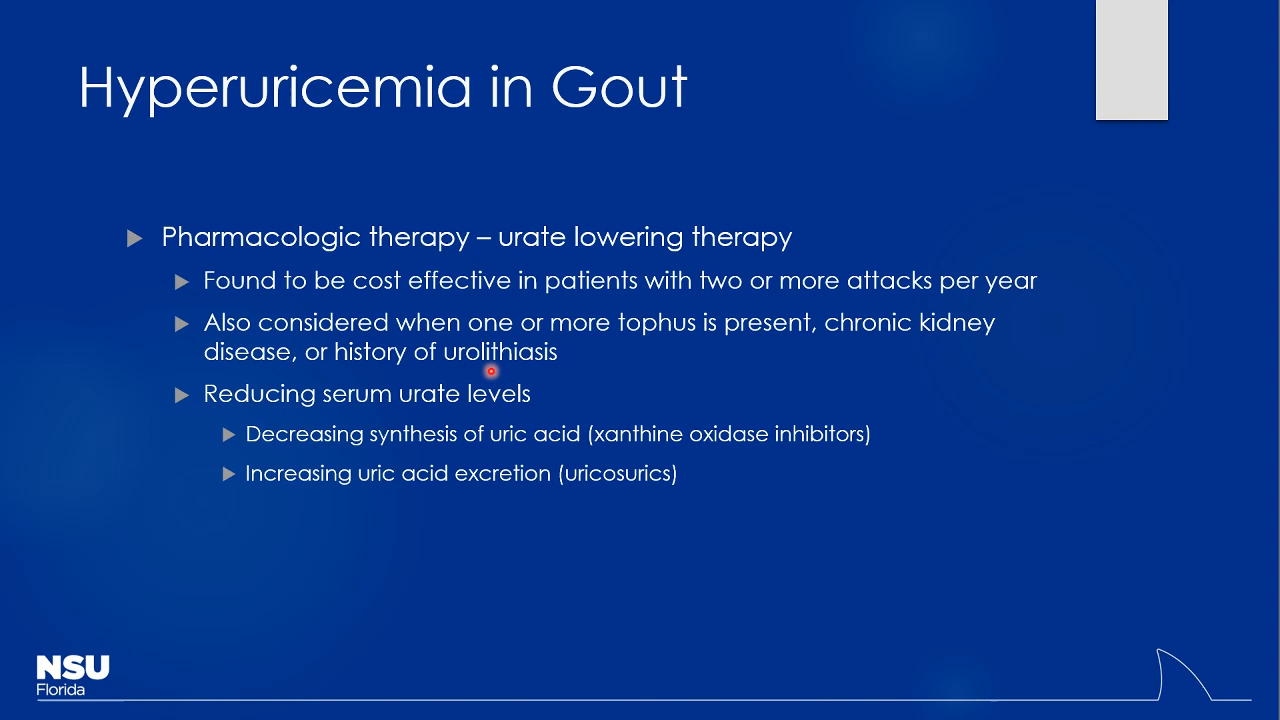 Hyperuricemia in Gout
Pharmacologic therapy – urate lowering therapy
Found to be cost effective in patients with two or more attacks per year
Also considered when one or more tophus is present, chronic kidney
disease, or history of urolithiasis
Reducing serum urate levels
Decreasing synthesis of uric acid (xanthine oxidase inhibitors)
Increasing uric acid excretion (uricosurics)
NSU
Florida